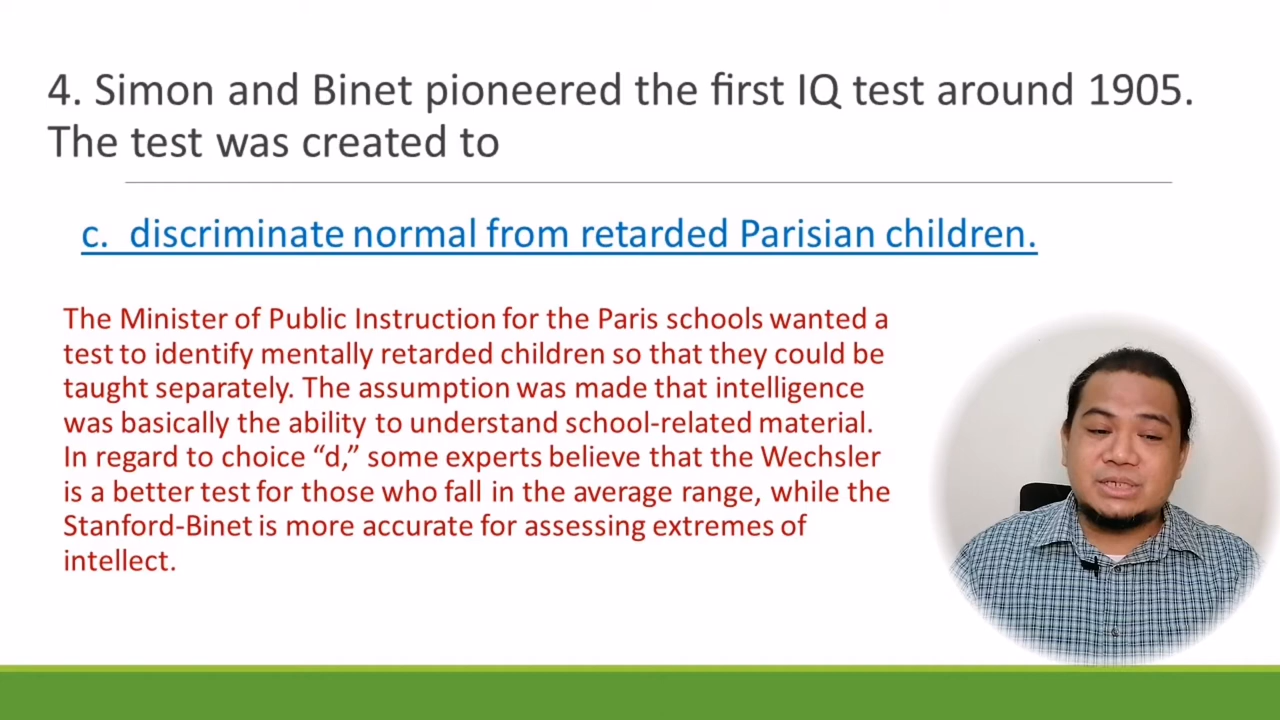 4. Simon and Binet pioneered the first IQ test around 1905.
The test was created to
c. discriminate normal from retarded Parisian children.
The Minister of Public Instruction for the Paris schools wanted a
test to identify mentally retarded children so that they could be
taught separately. The assumption was made that intelligence
was basically the ability to understand school-related material.
In regard to choice “d,” some experts believe that the Wechsler
is a better test for those who fall in the average range, while the
Stanford-Binet is more accurate for assessing extremes of
intellect.